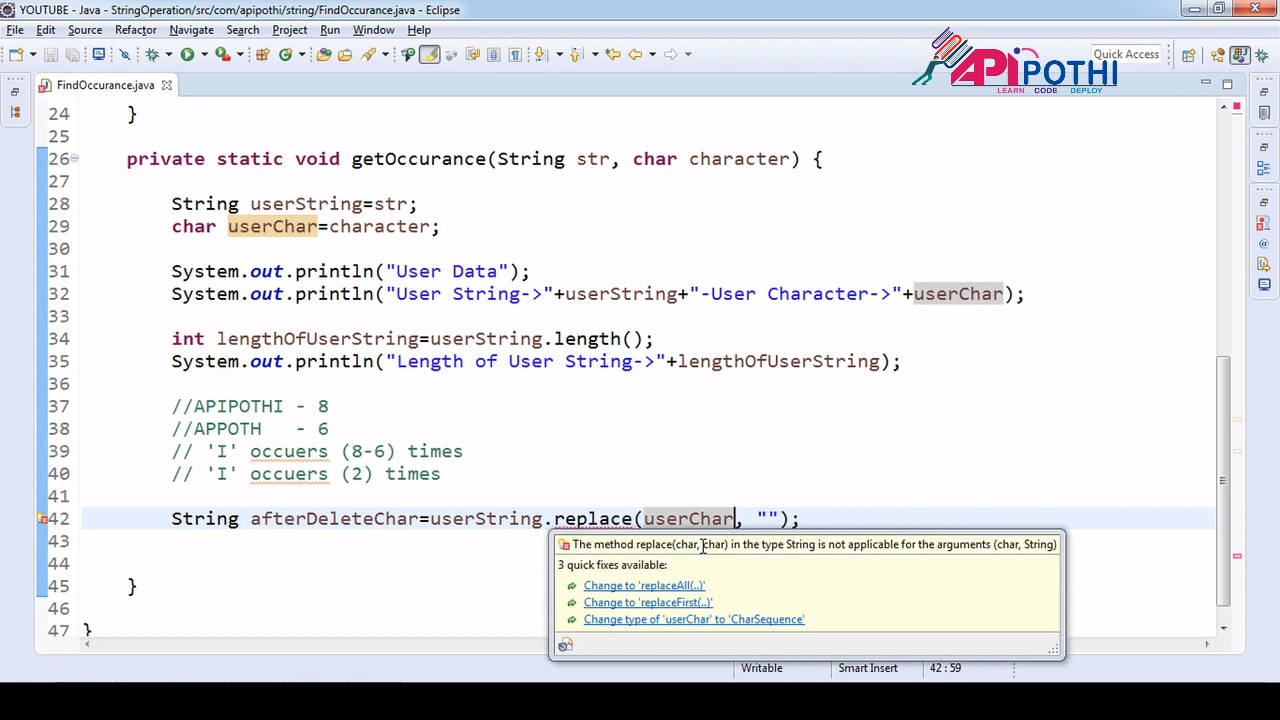 YOUTUBE - Java - StringOperation/src/com/apipothi/string/FindOccurance.java - Eclipse
File Edit Source Refactor Navigate Search Project Run Window Help
Quick Access
APIPOTHI
LEARN CODE DEPLOY
FindOccurance.java
24 }
25
26 private static void getOccurance(String str, char character) {
27
28 String userString=str;
29 char userChar=character;
30
31 System.out.println("User Data");
32 System.out.println("User String->"+userString+"-User Character->"+userChar);
33
34 int lengthOfUserString=userString.length();
35 System.out.println("Length of User String->"+lengthOfUserString);
36
37 //APIPOTHI - 8
38 //APPOTH   - 6
39 // 'I' occuers (8-6) times
40 // 'I' occuers (2) times
41
42 String afterDeleteChar=userString.replace(userChar, "");
43
The method replace(char, char) in the type String is not applicable for the arguments (char, String)
3 quick fixes available:
Change to 'replaceAll(..)'
Change to 'replaceFirst(..)'
Change type of 'userChar' to 'CharSequence'
44
45 }
46
47 }
Writable Smart Insert 42 : 59